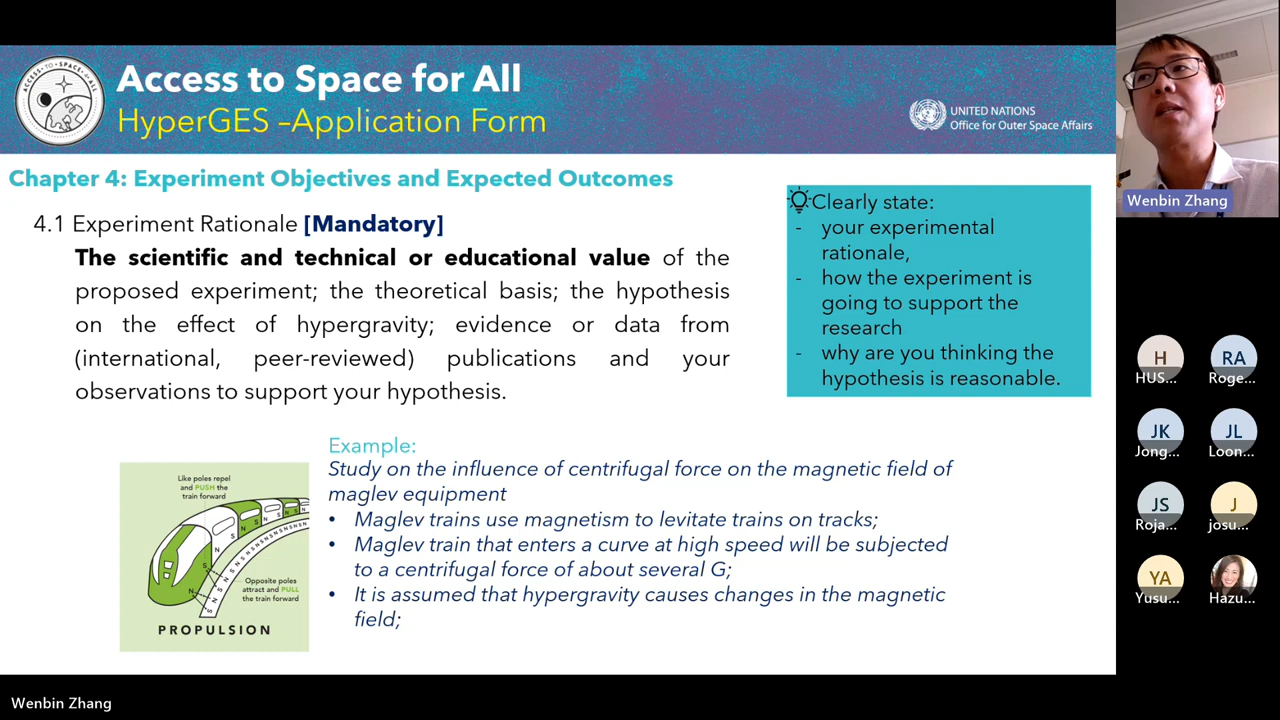 Access to Space for All
HyperGES –Application Form
ACCESS•TO•SPACE•4•ALL
UNITED NATIONS
Office for Outer Space Affairs
Wenbin Zhang
Chapter 4: Experiment Objectives and Expected Outcomes
4.1 Experiment Rationale [Mandatory]
The scientific and technical or educational value of the
proposed experiment; the theoretical basis; the hypothesis
on the effect of hypergravity; evidence or data from
(international, peer-reviewed) publications and your
observations to support your hypothesis.
Clearly state:
- your experimental
rationale,
- how the experiment is
going to support the
research
- why are you thinking the
hypothesis is reasonable.
Example:
Study on the influence of centrifugal force on the magnetic field of
maglev equipment
• Maglev trains use magnetism to levitate trains on tracks;
• Maglev train that enters a curve at high speed will be subjected
to a centrifugal force of about several G;
• It is assumed that hypergravity causes changes in the magnetic
field;
Like poles repel
and PUSH the
train forward
Opposite poles
attract and PULL
the train forward
PROPULSION
H
HUS...
RA
Roge...
JK
Jong...
JL
Loon...
JS
Roja...
J
josu...
YA
Yusu...
Hazu...
Wenbin Zhang